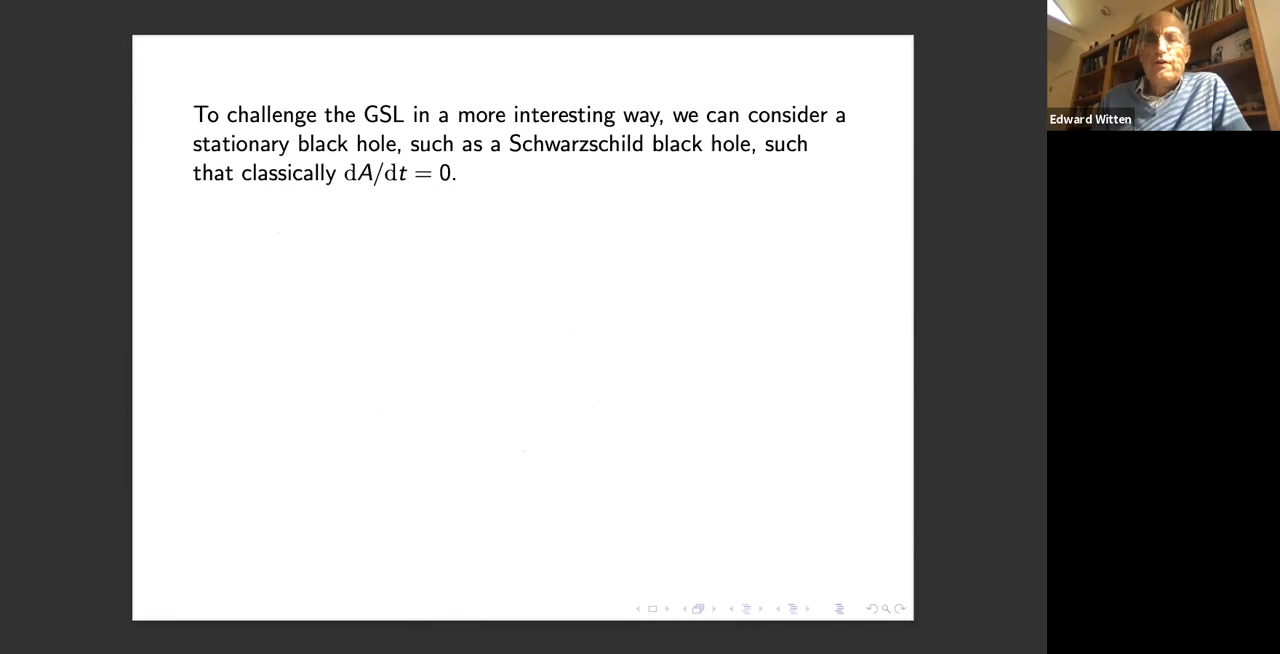 To challenge the GSL in a more interesting way, we can consider a
stationary black hole, such as a Schwarzschild black hole, such
that classically dA/dt = 0.
Edward Witten